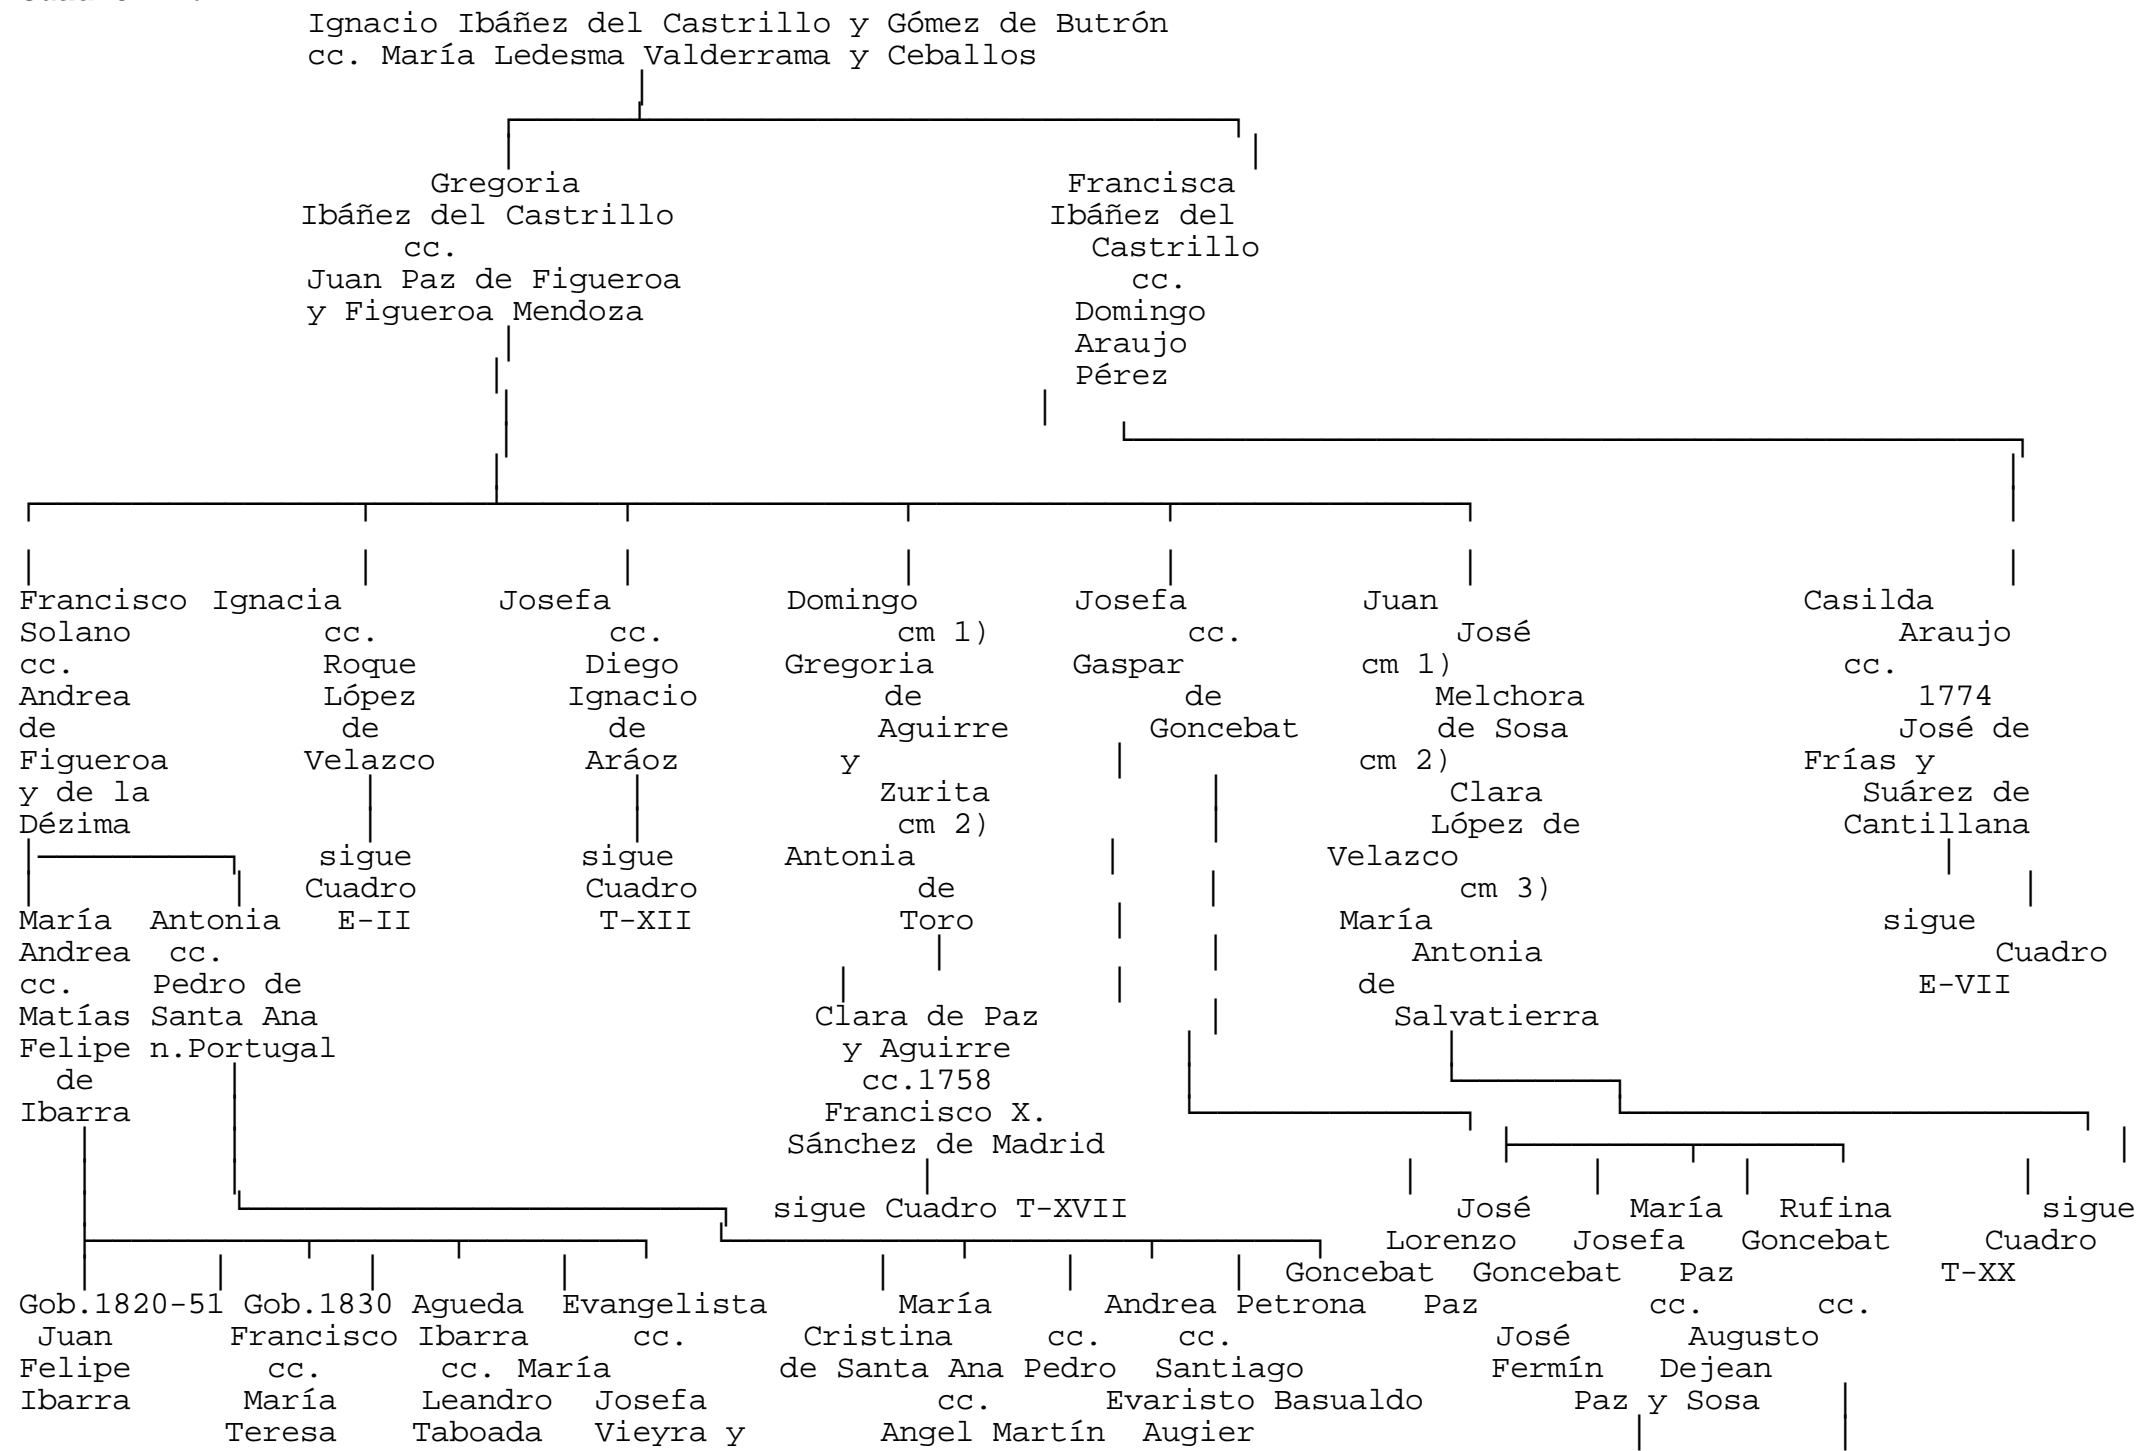 Ignacio Ibáñez del Castrillo y Gómez de Butrón
cc. María Ledesma Valderrama y Ceballos
Gregoria Francisca
Ibáñez del Castrillo Ibáñez del
cc. Castrillo
Juan Paz de Figueroa cc.
y Figueroa Mendoza Domingo
Araujo
Pérez
Francisco Ignacia Josefa Domingo Josefa Juan Casilda
Solano cc. cc. cm 1) cc. José Araujo
cc. Roque Diego Gregoria Gaspar cm 1) cc.
Andrea López Ignacio de de Melchora 1774
de de de Aguirre Goncebat de Sosa José de
Figueroa Velazco Aráoz y cm 2) Frías y
y de la Zurita Clara Suárez de
Dézima cm 2) López de Cantillana
sigue sigue Antonia Velazco
Cuadro Cuadro de cm 3)
María Antonia E-II T-XII Toro María sigue
Andrea cc. Antonia Cuadro
cc. Pedro de de E-VII
Matías Santa Ana Clara de Paz Salvatierra
Felipe n.Portugal y Aguirre
de cc.1758
Ibarra Francisco X.
Sánchez de Madrid
sigue Cuadro T-XVII José María Rufina sigue
Lorenzo Josefa Goncebat Cuadro
Goncebat Goncebat Paz T-XX
Gob.1820-51 Gob.1830 Agueda Evangelista María Andrea Petrona Paz cc. cc.
Juan Francisco Ibarra cc. Cristina cc. cc. José Augusto
Felipe cc. cc. María de Santa Ana Pedro Santiago Fermín Dejean
Ibarra María Leandro Josefa cc. Evaristo Basualdo Paz y Sosa
Teresa Taboada Vieyra y Angel Martín Augier